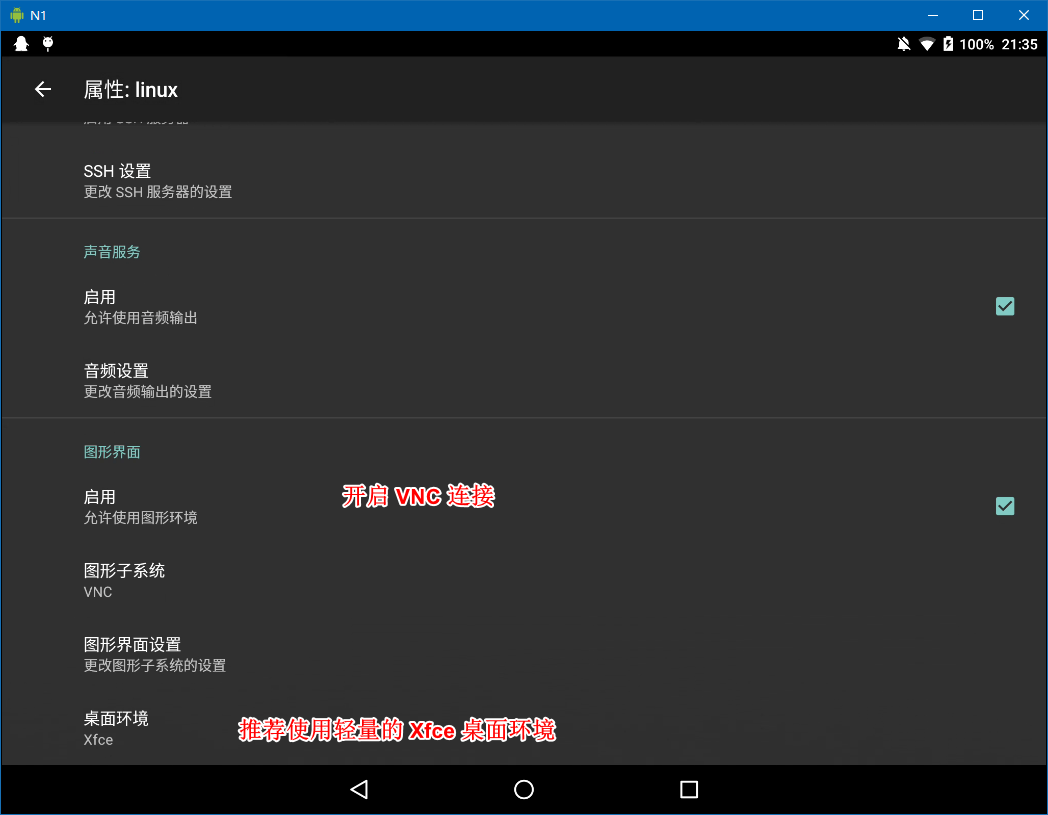 N1
100% 21:35
属性: linux
SSH 设置
更改 SSH 服务器的设置
声音服务
启用
允许使用音频输出
音频设置
更改音频输出的设置
图形界面
启用
允许使用图形环境
开启 VNC 连接
图形子系统
VNC
图形界面设置
更改图形子系统的设置
桌面环境
Xfce
推荐使用轻量的 Xfce 桌面环境